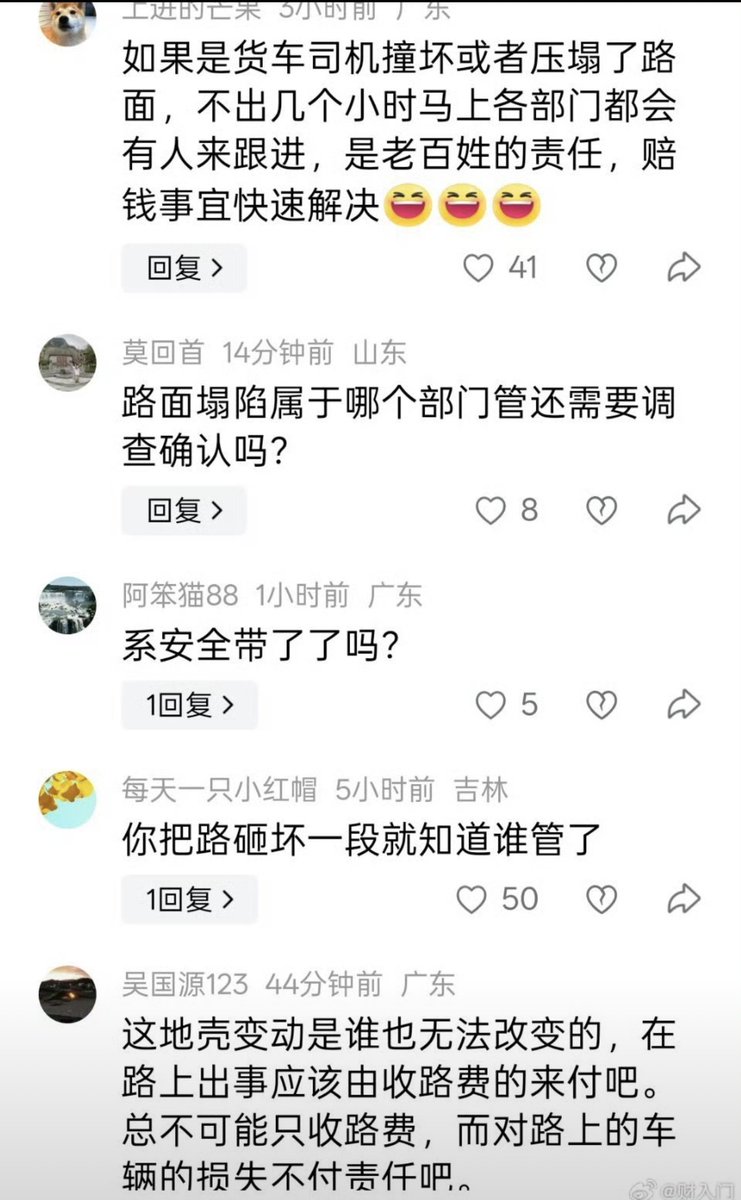 上进的芒果 3小时前 广东
如果是货车司机撞坏或者压塌了路
面，不出几个小时马上各部门都会
有人来跟进，是老百姓的责任，赔
钱事宜快速解决😆😆😆
回复 >
41
莫回首 14分钟前 山东
路面塌陷属于哪个部门管还需要调
查确认吗？
回复 >
8
阿笨猫88 1小时前 广东
系安全带了了吗？
1回复 >
5
每天一只小红帽 5小时前 吉林
你把路砸坏一段就知道谁管了
1回复 >
50
吴国源123 44分钟前 广东
这地壳变动是谁也无法改变的，在
路上出事应该由收路费的来付吧。
总不可能只收路费，而对路上的车
辆的损失不付责任吧。
@财入门